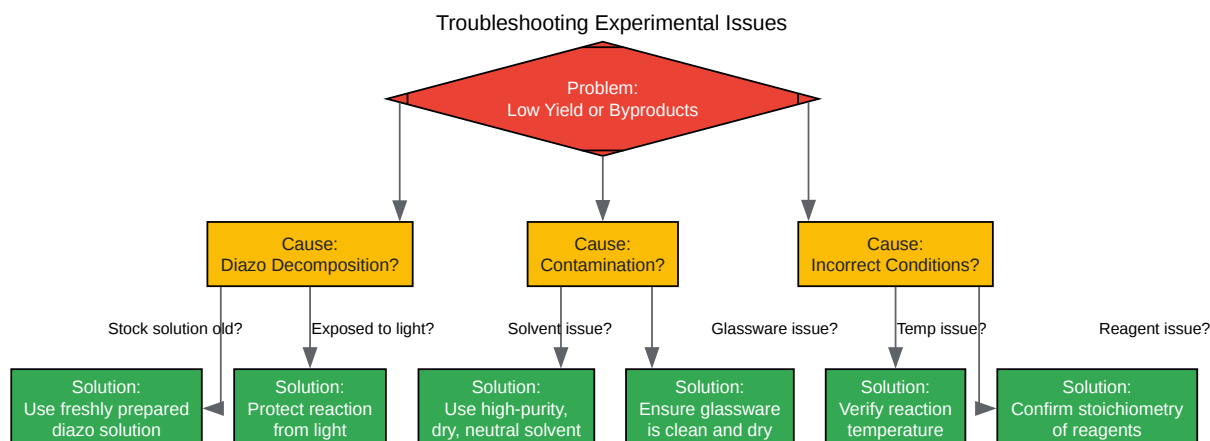 Troubleshooting Experimental Issues
Problem:
Low Yield or Byproducts
Cause:
Diazo Decomposition?
Cause:
Contamination?
Cause:
Incorrect Conditions?
Stock solution old?
Exposed to light?
Solvent issue?
Glassware issue?
Temp issue?
Reagent issue?
Solution:
Use freshly prepared
diazo solution
Solution:
Protect reaction
from light
Solution:
Use high-purity,
dry, neutral solvent
Solution:
Ensure glassware
is clean and dry
Solution:
Verify reaction
temperature
Solution:
Confirm stoichiometry
of reagents